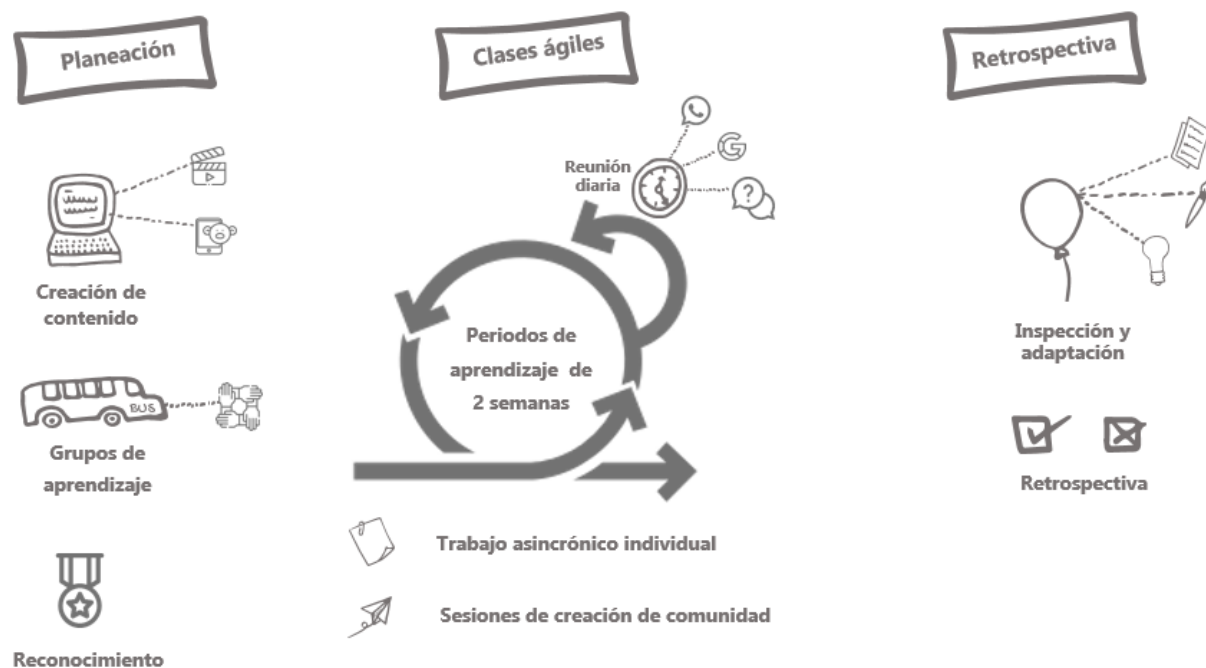 Planeación
Creación de
contenido
BUS
Grupos de
aprendizaje
Reconocimiento
Clases ágiles
Reunión
diaria
G
?
Periodos de
aprendizaje de
2 semanas
Trabajo asincrónico individual
Sesiones de creación de comunidad
Retrospectiva
Inspección y
adaptación
Retrospectiva